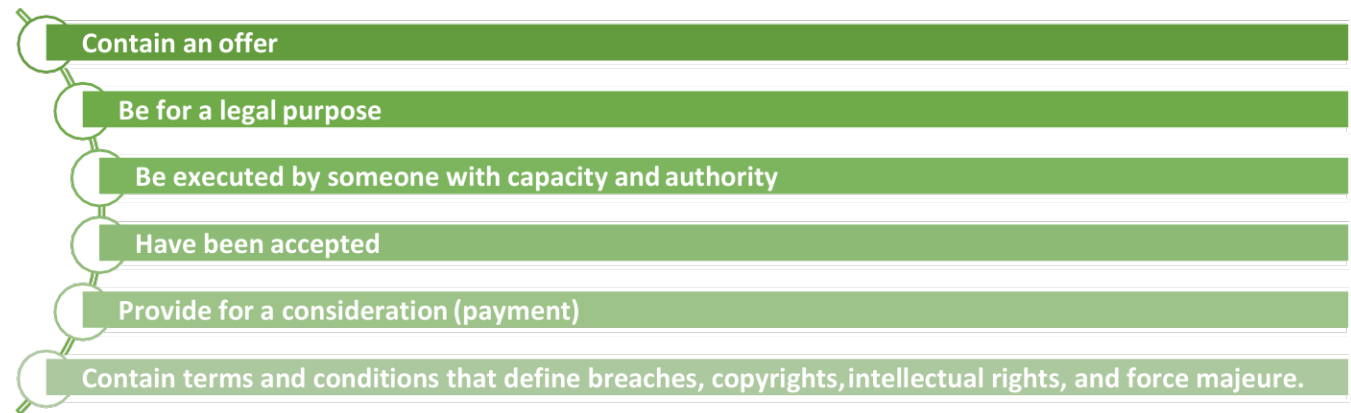 Contain an offer
Be for a legal purpose
Be executed by someone with capacity and authority
Have been accepted
Provide for a consideration (payment)
Contain terms and conditions that define breaches, copyrights, intellectual rights, and force majeure.